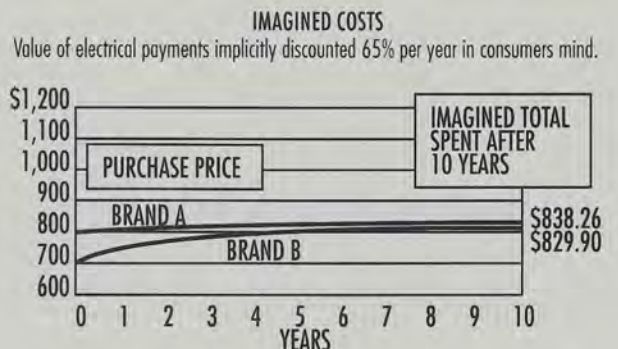 IMAGINED COSTS
Value of electrical payments implicitly discounted 65% per year in consumers mind.
$1,200
1,100
1,000
900
800
700
600
PURCHASE PRICE
IMAGINED TOTAL
SPENT AFTER
10 YEARS
BRAND A
BRAND B
$838.26
$829.90
0 1 2 3 4 5 6 7 8 9 10
YEARS